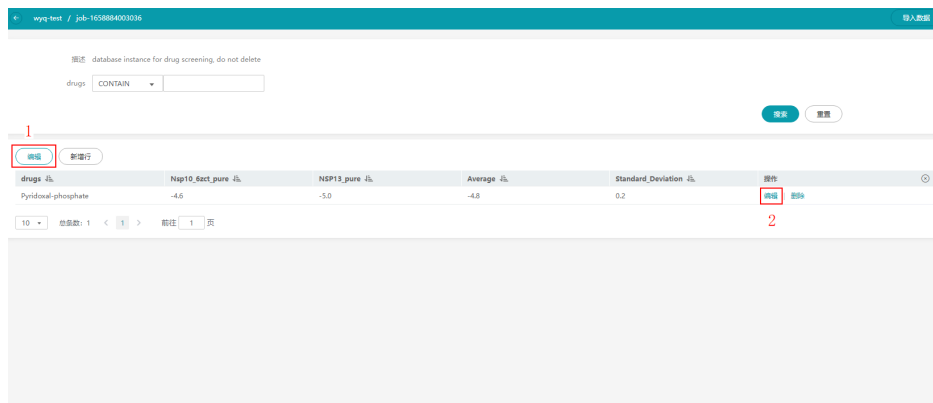 ← wyq-test / job-1658884003036 导入数据
描述 database instance for drug screening, do not delete
drugs CONTAIN
搜索 重置
1
编辑 新增行
drugs Nsp10_6zct_pure NSP13_pure Average Standard_Deviation 操作
Pyridoxal-phosphate -4.6 -5.0 -4.8 0.2 编辑 删除
10 总条数: 1 < 1 > 前往 1 页
2